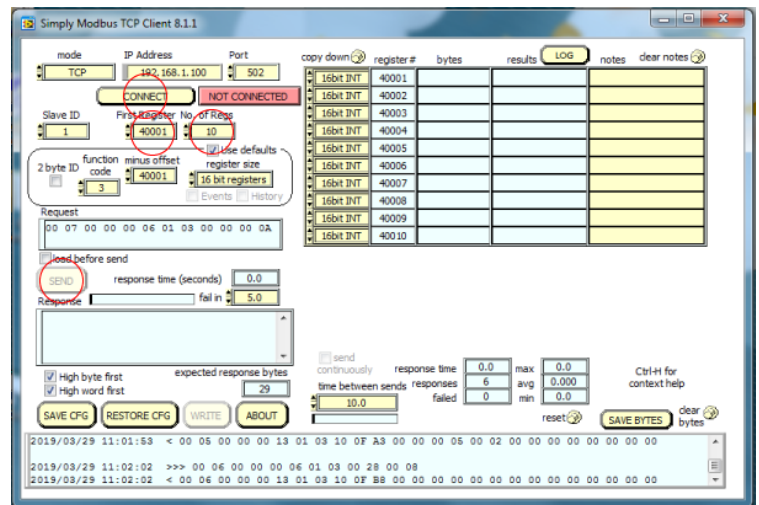 Simply Modbus TCP Client 8.1.1
mode IP Address Port
TCP 192.168.1.100 502
CONNECT NOT CONNECTED
Slave ID First Register No. of Regs
1 40001 10
Use defaults
2 byte ID function code minus offset register size
3 40001 16 bit registers
Events History
Request
00 07 00 00 00 06 01 03 00 00 00 0A
load before send
SEND response time (seconds) 0.0
Response fail in 5.0
High byte first expected response bytes
High word first 29
SAVE CFG RESTORE CFG WRITE ABOUT
copy down register # bytes results LOG notes clear notes
16bit INT 40001
16bit INT 40002
16bit INT 40003
16bit INT 40004
16bit INT 40005
16bit INT 40006
16bit INT 40007
16bit INT 40008
16bit INT 40009
16bit INT 40010
send continuously
time between sends
10.0
response time 0.0 max 0.0
responses 6 avg 0.000
failed 0 min 0.0
reset
Ctrl-H for
context help
SAVE BYTES clear bytes
2019/03/29 11:01:53 < 00 05 00 00 00 13 01 03 10 0F A3 00 00 00 05 00 02 00 00 00 00 00 00 00 00
2019/03/29 11:02:02 >>> 00 06 00 00 00 06 01 03 00 28 00 08
2019/03/29 11:02:02 < 00 06 00 00 00 13 01 03 10 0F B8 00 00 00 00 00 00 00 00 00 00 00 00 00 00